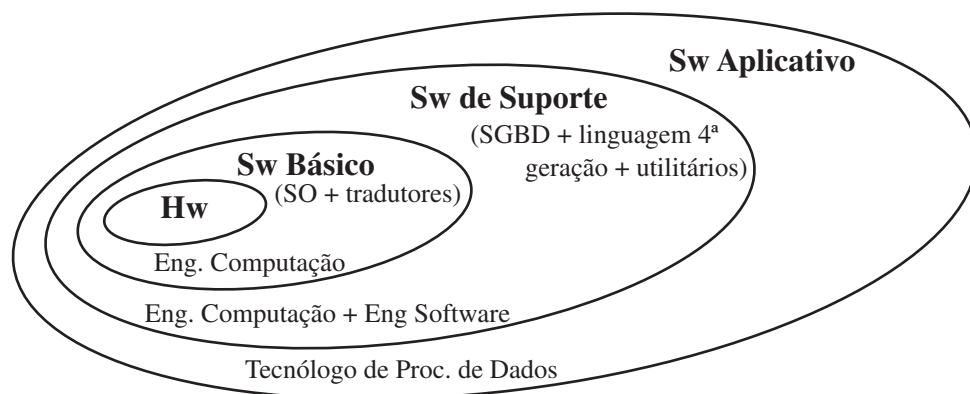 Sw Aplicativo
Sw de Suporte
(SGBD + linguagem 4ª
geração + utilitários)
Sw Básico
(SO + tradutores)
Hw
Eng. Computação
Eng. Computação + Eng Software
Tecnólogo de Proc. de Dados